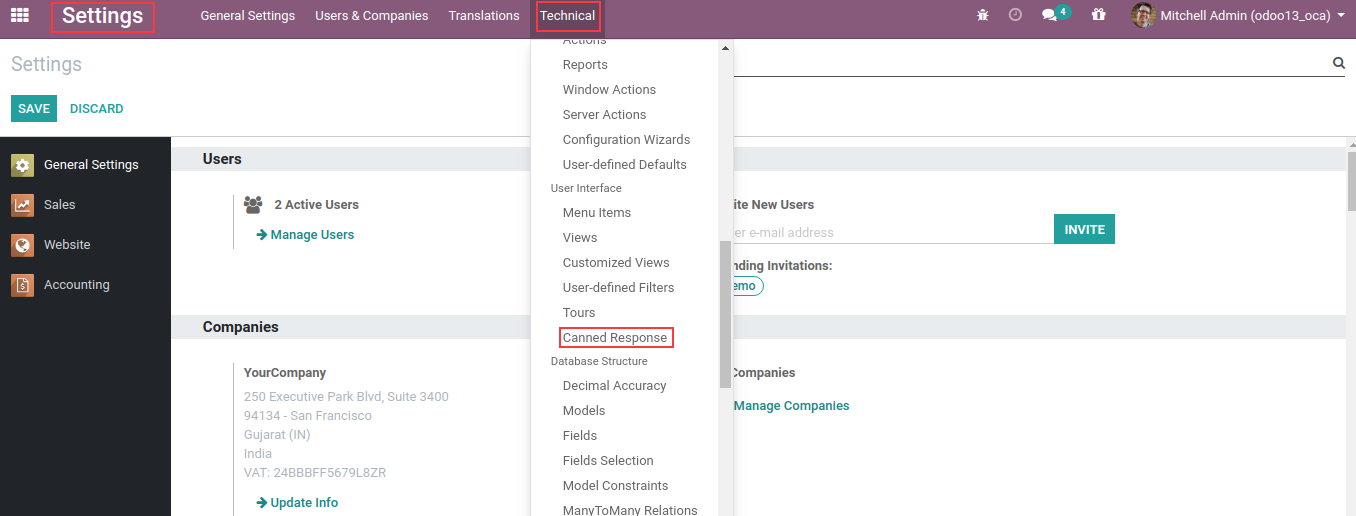 Settings
General Settings
Users & Companies
Translations
Technical
4
Mitchell Admin (odoo13_oca)
Settings
SAVE
DISCARD
General Settings
Sales
Website
Accounting
Actions
Reports
Window Actions
Server Actions
Configuration Wizards
User-defined Defaults
User Interface
Menu Items
Views
Customized Views
User-defined Filters
Tours
Canned Response
Database Structure
Decimal Accuracy
Models
Fields
Fields Selection
Model Constraints
ManyToMany Relations
Users
2 Active Users
Manage Users
ite New Users
er e-mail address
INVITE
nding Invitations:
emo
Companies
YourCompany
250 Executive Park Blvd, Suite 3400
94134 - San Francisco
Gujarat (IN)
India
VAT: 24BBBFF5679L8ZR
Update Info
Companies
Manage Companies